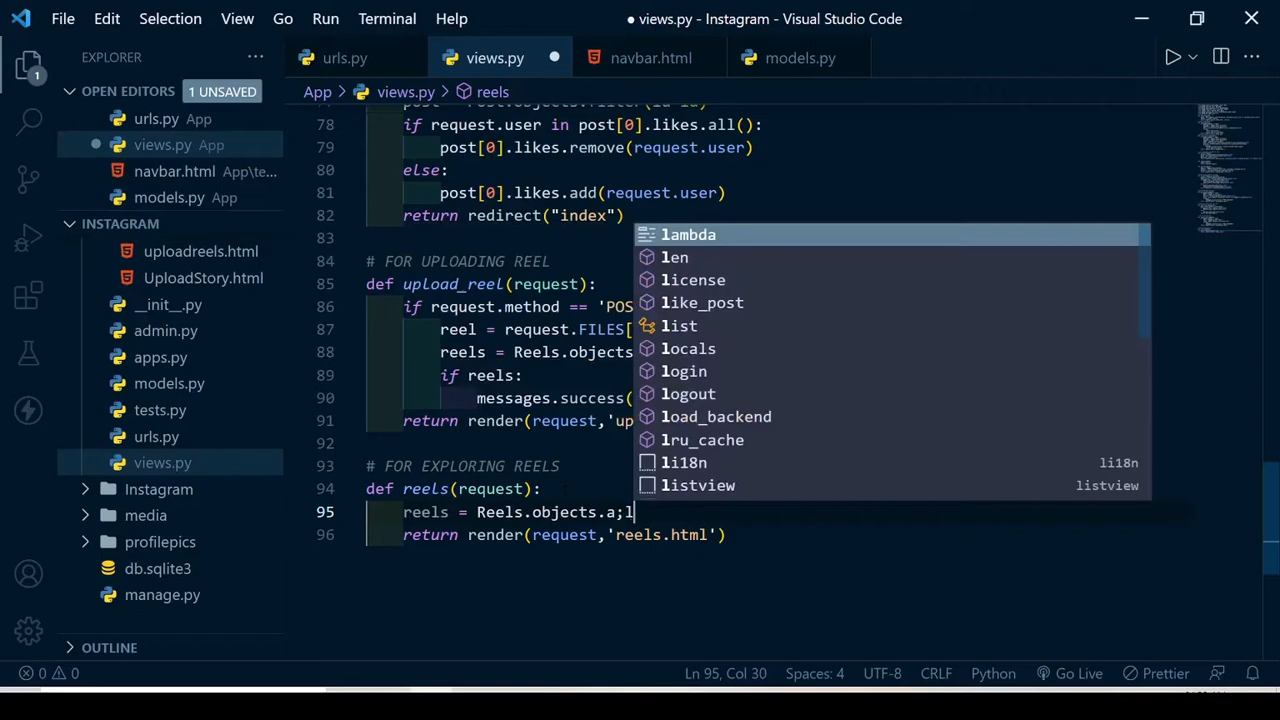 File Edit Selection View Go Run Terminal Help
● views.py - Instagram - Visual Studio Code
EXPLORER ···
urls.py views.py navbar.html models.py
1
OPEN EDITORS 1 UNSAVED
App > views.py > reels
urls.py App
views.py App
navbar.html App\te...
models.py App
INSTAGRAM
uploadreels.html
UploadStory.html
__init__.py
admin.py
apps.py
models.py
tests.py
urls.py
views.py
Instagram
media
profilepics
db.sqlite3
manage.py
OUTLINE
78 if request.user in post[0].likes.all():
79 post[0].likes.remove(request.user)
80 else:
81 post[0].likes.add(request.user)
82 return redirect("index")
83
84 # FOR UPLOADING REEL
85 def upload_reel(request):
86 if request.method == 'POS
87 reel = request.FILES[
88 reels = Reels.objects
89 if reels:
90 messages.success(
91 return render(request,'up
92
93 # FOR EXPLORING REELS
94 def reels(request):
95 reels = Reels.objects.a;l
96 return render(request,'reels.html')
lambda
len
license
like_post
list
locals
login
logout
load_backend
lru_cache
li18n li18n
listview listview
0 0 Ln 95, Col 30 Spaces: 4 UTF-8 CRLF Python Go Live Prettier